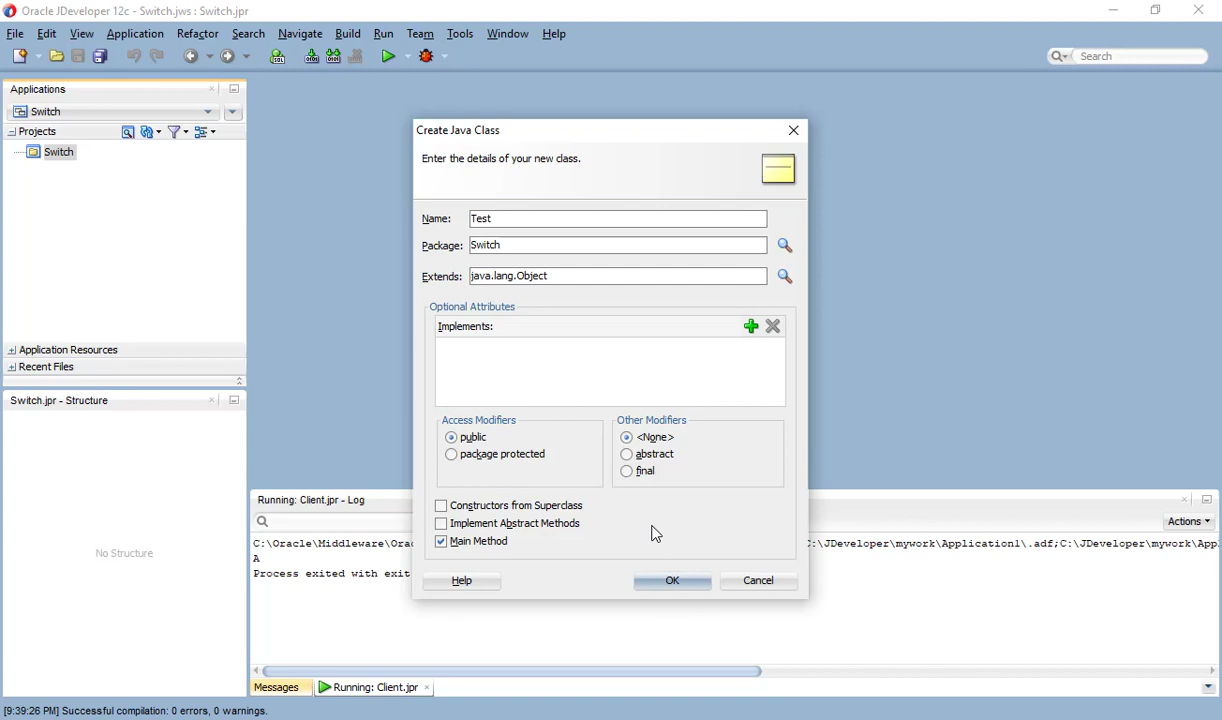 Oracle JDeveloper 12c - Switch.jws : Switch.jpr
File Edit View Application Refactor Search Navigate Build Run Team Tools Window Help
Search
Applications
Switch
Projects
Switch
Application Resources
Recent Files
Switch.jpr - Structure
No Structure
Create Java Class
Enter the details of your new class.
Name: Test
Package: Switch
Extends: java.lang.Object
Optional Attributes
Implements:
Access Modifiers
public
package protected
Other Modifiers
<None>
abstract
final
Constructors from Superclass
Implement Abstract Methods
Main Method
Help OK Cancel
Running: Client.jpr - Log
Actions
C:\Oracle\Middleware\Orac :\JDeveloper\mywork\Application1\.adf;C:\JDeveloper\mywork\Appl
A
Process exited with exit
Messages Running: Client.jpr
[9:39:26 PM] Successful compilation: 0 errors, 0 warnings.